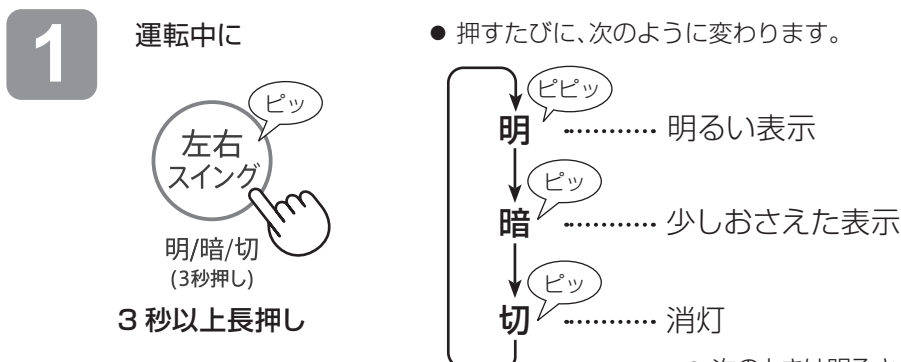 1
運転中に
ピッ
左右
スイング
明/暗/切
(3秒押し)
3 秒以上長押し
● 押すたびに、次のように変わります。
ピピッ
明 ………… 明るい表示
ピッ
暗 ………… 少しおさえた表示
ピッ
切 ………… 消灯